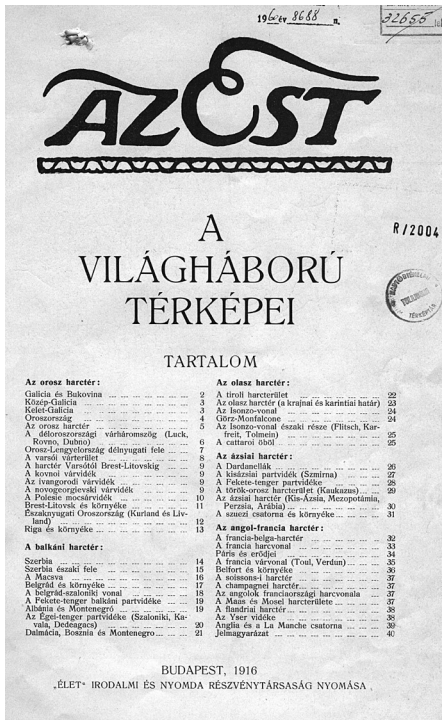 196 év 8688 n.
32655
AZ EST
R/2004
A
VILÁGHÁBORÚ
TÉRKÉPEI
TÉRKÉPTÁR
TARTALOM
Az orosz harctér:
Galicia és Bukovina 2
Közép-Galicia 3
Kelet-Galicia 3
Oroszország 4
Az orosz harctér 5
A déloroszországi várháromszög (Luck,
Rovno, Dubno) 6
Orosz-Lengyelország délnyugati fele 7
A varsói várterület 8
A harctér Varsótól Brest-Litovskig 9
A kovnoi várvidék 9
Az ivangorodi várvidék 9
A novogeorgievski várvidék 9
A Polesie mocsárvidék 10
Brest-Litovsk és környéke 11
Északnyugati Oroszország (Kurland és Liv-
land) 12
Riga és környéke 13
A balkáni harctér:
Szerbia 14
Szerbia északi fele 15
A Macsva 16
Belgrád és környéke 17
A belgrád-szaloniki vonal 18
A Fekete-tenger balkáni partvidéke 19
Albánia és Montenegró 19
Az Égei-tenger partvidéke (Szaloniki, Ka-
vala, Dedeagacs) 20
Dalmácia, Bosznia és Montenegro 21
Az olasz harctér:
A tiroli harcterület 22
Az olasz harctér (a krajnai és karintiai határ) 23
Az Isonzo-vonal 24
Görz-Monfalcone 24
Az Isonzo-vonal északi része (Flitsch, Kar-
freit, Tolmein) 25
A cattaroi öböl 25
Az ázsiai harctér:
A Dardanellák 26
A kisázsiai partvidék (Szmirna) 27
A Fekete-tenger partvidéke 28
A török-orosz harcterület (Kaukazus) 29
Az ázsiai harctér (Kis-Ázsia, Mezopotámia,
Perzsia, Arábia) 30
A szuezi csatorna és környéke 31
Az angol-francia harctér:
A francia-belga-harctér 32
A francia harcvonal 33
Páris és erődjei 34
A francia várvonal (Toul, Verdun) 35
Belfort és környéke 36
A soissons-i harctér 37
A champagnei harctér 37
Az angolok franciaországi harcvonala 37
A Maas és Mosel harcterülete 37
A flandriai harctér 38
Az Yser vidéke 38
Anglia és a La Manche csatorna 39
Jelmagyarázat 40
BUDAPEST, 1916
„ÉLET" IRODALMI ÉS NYOMDA RÉSZVÉNYTÁRSASÁG NYOMÁSA